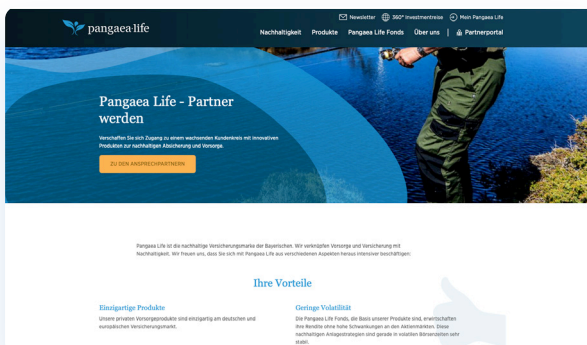 Newsletter 360° Investmentreise Mein Pangaea Life
pangaea·life
Nachhaltigkeit Produkte Pangaea Life Fonds Über uns | Partnerportal
Pangaea Life - Partner
werden
Verschaffen Sie sich Zugang zu einem wachsenden Kundenkreis mit innovativen
Produkten zur nachhaltigen Absicherung und Vorsorge.
ZU DEN ANSPRECHPARTNERN
Pangaea Life ist die nachhaltige Versicherungsmarke der Bayerischen. Wir verknüpfen Vorsorge und Versicherung mit
Nachhaltigkeit. Wir freuen uns, dass Sie sich mit Pangaea Life aus verschiedenen Aspekten heraus intensiver beschäftigen.
Ihre Vorteile
Einzigartige Produkte
Unsere privaten Vorsorgeprodukte sind einzigartig am deutschen und
europäischen Versicherungsmarkt.
Geringe Volatilität
Die Pangaea Life Fonds, die Basis unserer Produkte sind, erwirtschaften
ihre Rendite ohne hohe Schwankungen an den Aktienmärkten. Diese
nachhaltigen Anlagestrategien sind gerade in volatilen Börsenzeiten sehr
stabil.